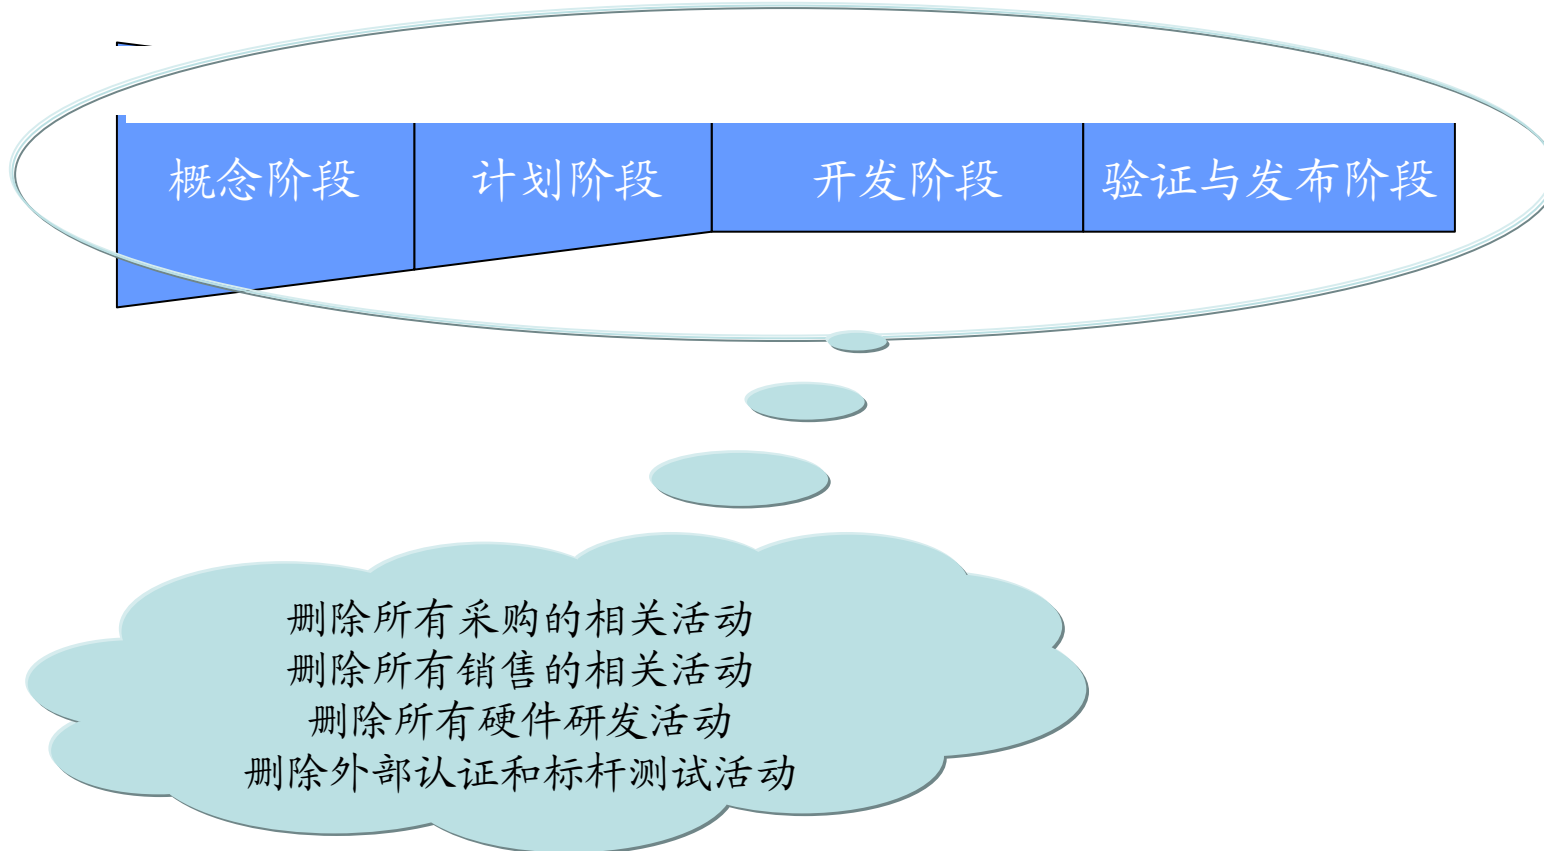 概念阶段 计划阶段 开发阶段 验证与发布阶段
删除所有采购的相关活动
删除所有销售的相关活动
删除所有硬件研发活动
删除外部认证和标杆测试活动